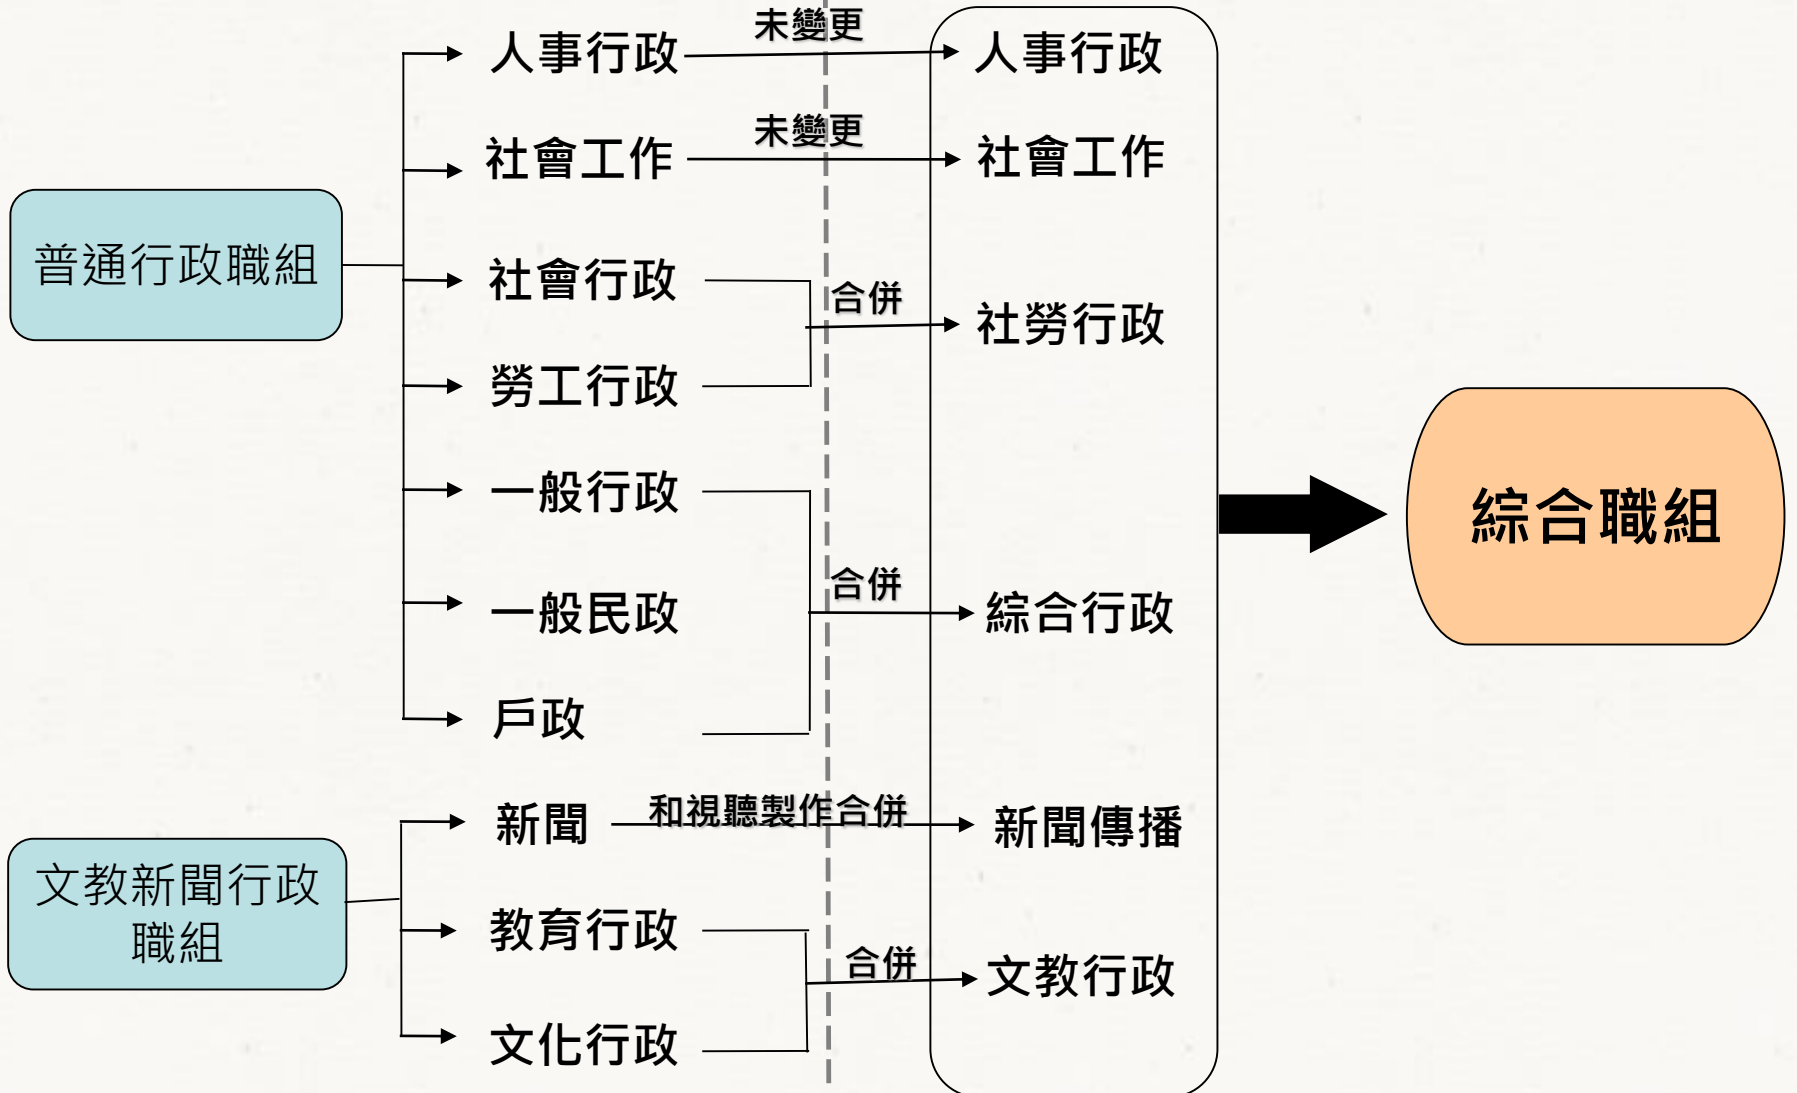 未變更
人事行政
人事行政
未變更
社會工作
社會工作
普通行政職組
社會行政
合併
社勞行政
勞工行政
一般行政
綜合職組
合併
一般民政
綜合行政
戶政
和視聽製作合併
新聞
新聞傳播
文教新聞行政
職組
教育行政
合併
文教行政
文化行政